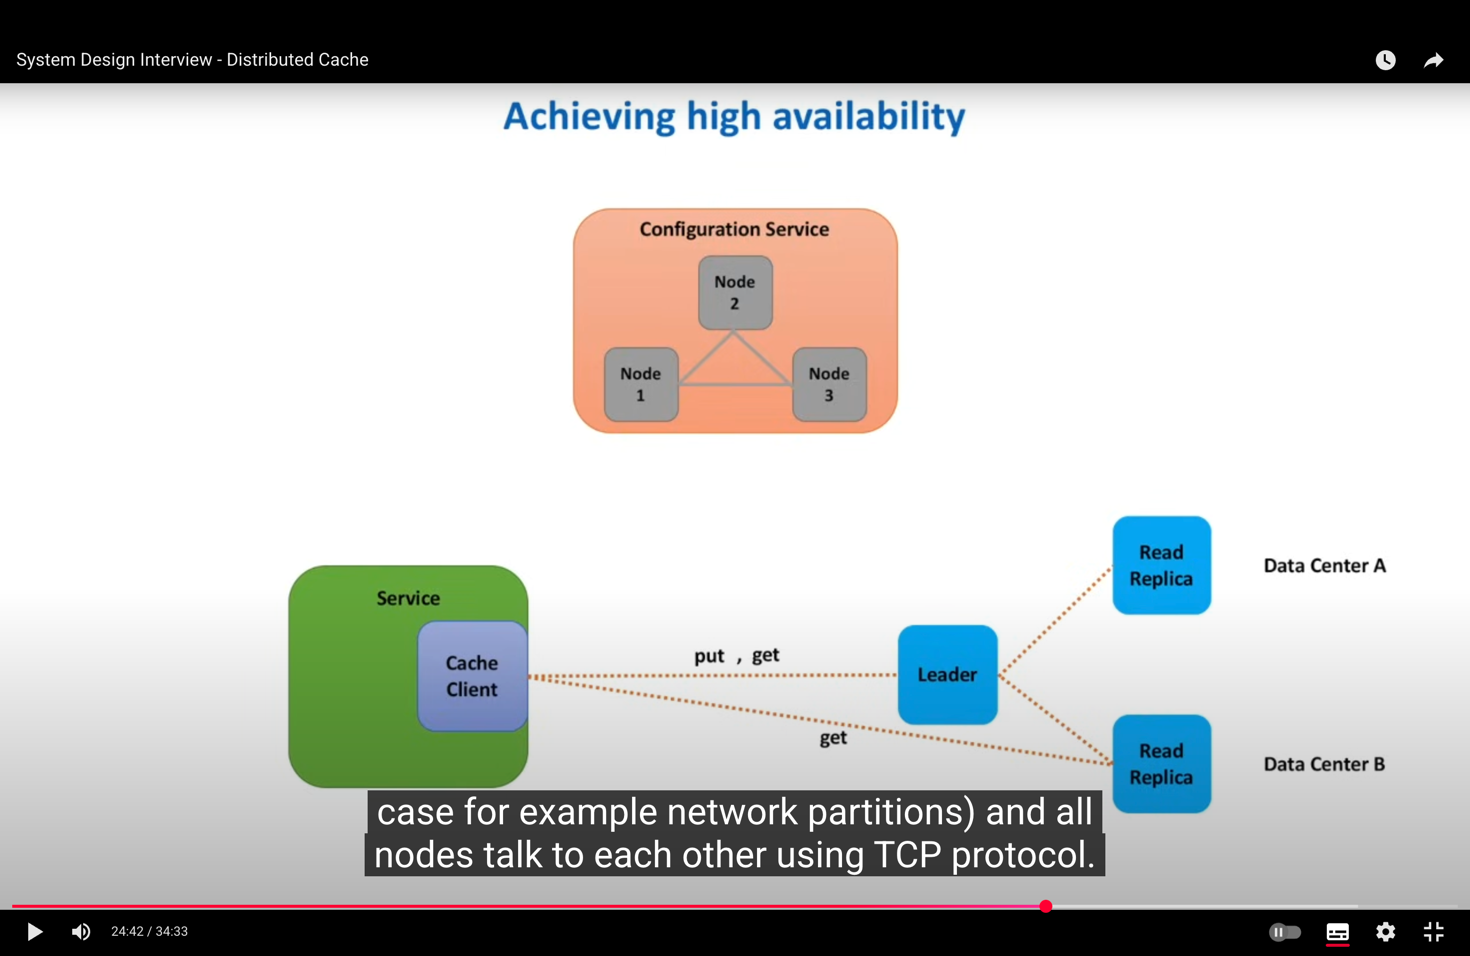 System Design Interview - Distributed Cache
Achieving high availability
Configuration Service
Node
2
Node
1
Node
3
Service
Cache
Client
put , get
get
Leader
Read
Replica
Data Center A
Read
Replica
Data Center B
case for example network partitions) and all
nodes talk to each other using TCP protocol.
24:42 / 34:33